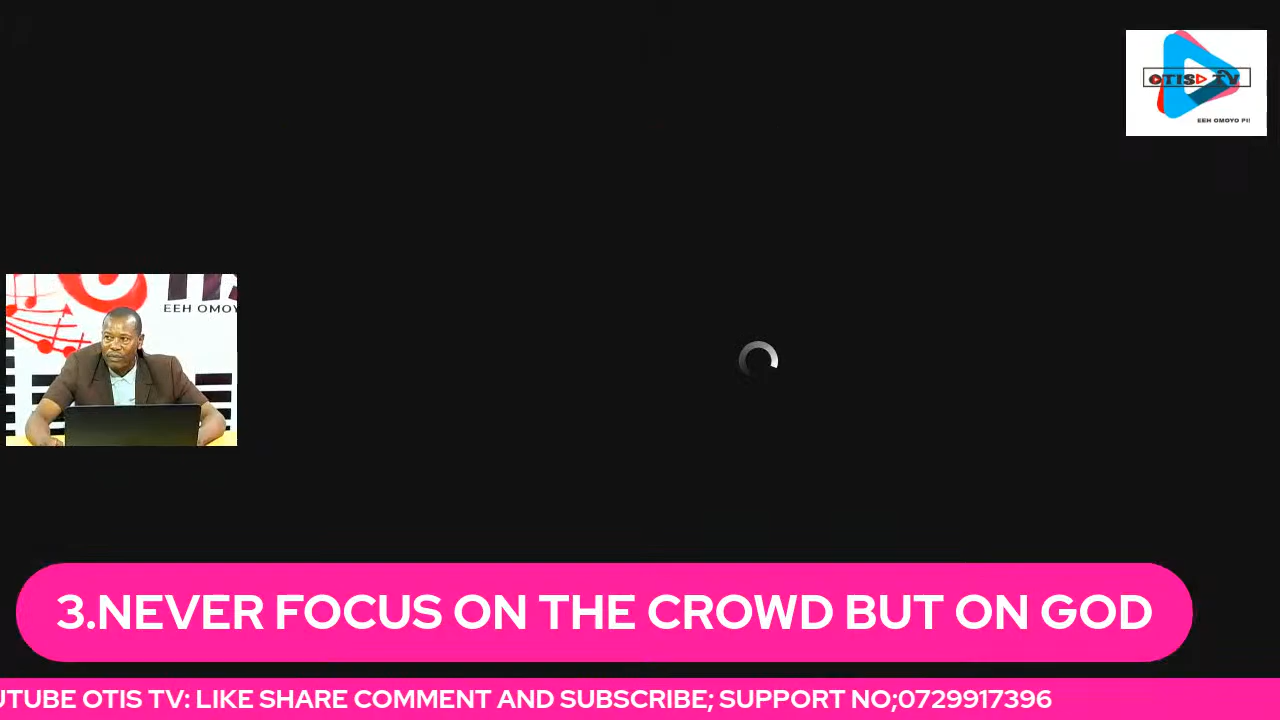 OTIS TV
EEH OMOYO PI!
EEH OMOY
3.NEVER FOCUS ON THE CROWD BUT ON GOD
UTUBE OTIS TV: LIKE SHARE COMMENT AND SUBSCRIBE; SUPPORT NO;0729917396